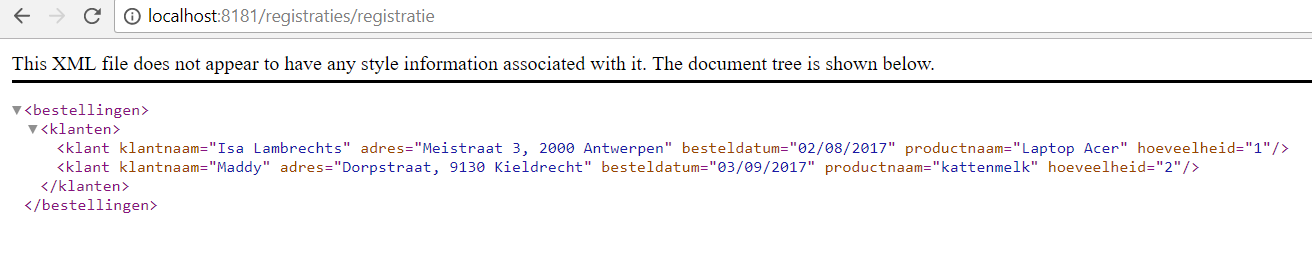 localhost:8181/registraties/registratie
This XML file does not appear to have any style information associated with it. The document tree is shown below.
▼<bestellingen>
▼<klanten>
<klant klantnaam="Isa Lambrechts" adres="Meistraat 3, 2000 Antwerpen" besteldatum="02/08/2017" productnaam="Laptop Acer" hoeveelheid="1"/>
<klant klantnaam="Maddy" adres="Dorpstraat, 9130 Kieldrecht" besteldatum="03/09/2017" productnaam="kattenmelk" hoeveelheid="2"/>
</klanten>
</bestellingen>